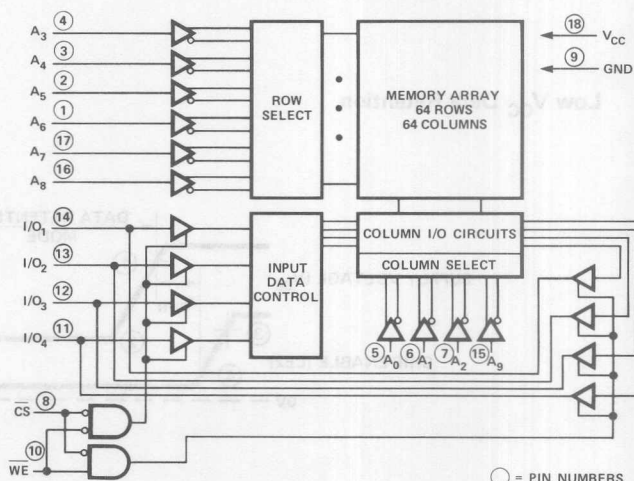 A3 4
A4 3
A5 2
A6 1
A7 17
A8 16
ROW
SELECT
MEMORY ARRAY
64 ROWS
64 COLUMNS
18 VCC
9 GND
I/O1 14
I/O2 13
I/O3 12
I/O4 11
INPUT
DATA
CONTROL
COLUMN I/O CIRCUITS
COLUMN SELECT
5 A0 6 A1 7 A2 15 A9
CS 8
WE 10
= PIN NUMBERS